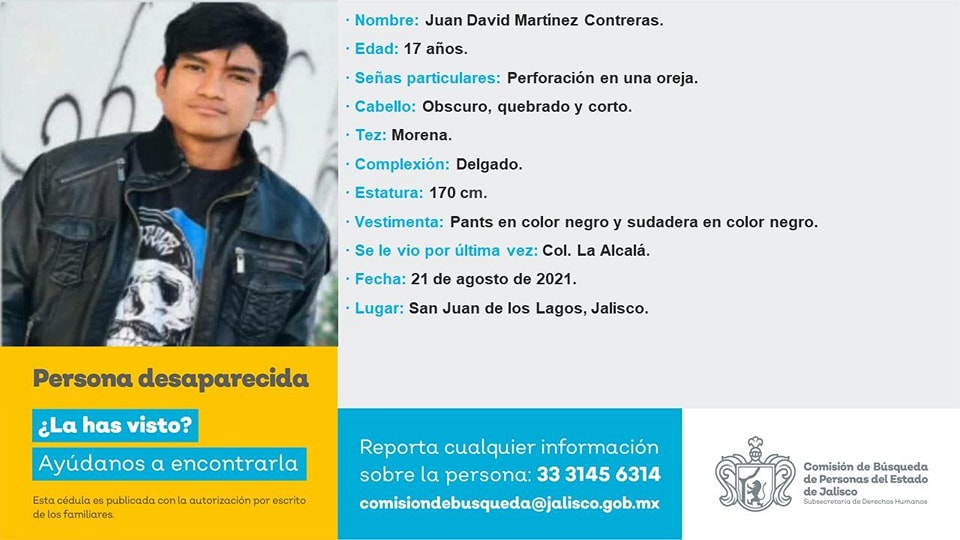 · Nombre: Juan David Martínez Contreras.
· Edad: 17 años.
· Señas particulares: Perforación en una oreja.
· Cabello: Obscuro, quebrado y corto.
· Tez: Morena.
· Complexión: Delgado.
· Estatura: 170 cm.
· Vestimenta: Pants en color negro y sudadera en color negro.
· Se le vio por última vez: Col. La Alcalá.
· Fecha: 21 de agosto de 2021.
· Lugar: San Juan de los Lagos, Jalisco.
Persona desaparecida
¿La has visto?
Ayúdanos a encontrarla
Esta cédula es publicada con la autorización por escrito
de los familiares.
Reporta cualquier información
sobre la persona: 33 3145 6314
comisiondebusqueda@jalisco.gob.mx
Comisión de Búsqueda
de Personas del Estado
de Jalisco
Subsecretaría de Derechos Humanos